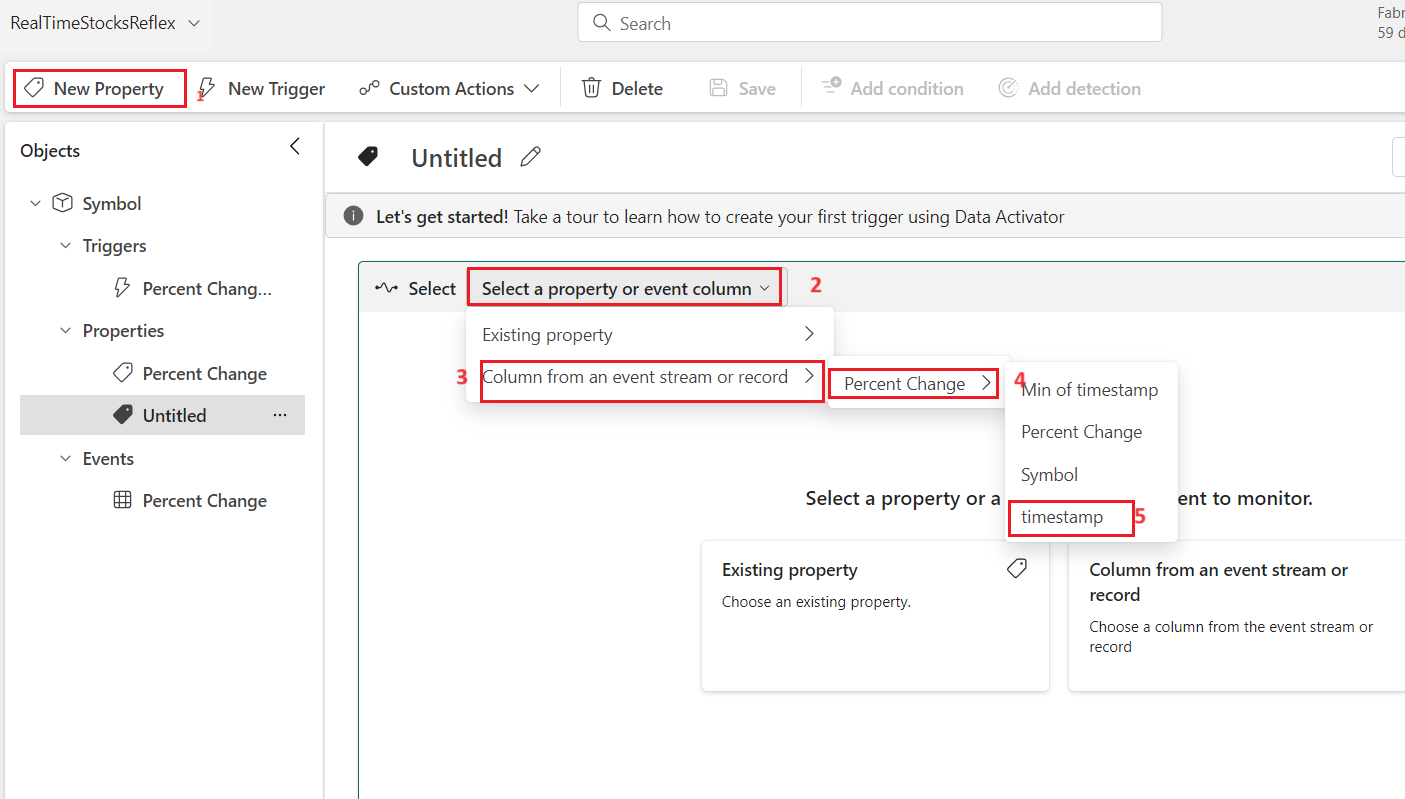 RealTimeStocksReflex
Search
Fabr
59 d
New Property
1
New Trigger
Custom Actions
Delete
Save
Add condition
Add detection
Objects
Symbol
Triggers
Percent Chang...
Properties
Percent Change
Untitled
...
Events
Percent Change
Untitled
Let's get started! Take a tour to learn how to create your first trigger using Data Activator
Select
Select a property or event column
2
Existing property
3
Column from an event stream or record
Percent Change
4
Min of timestamp
Percent Change
Symbol
timestamp
5
Select a property or a
ent to monitor.
Existing property
Choose an existing property.
Column from an event stream or
record
Choose a column from the event stream or
record